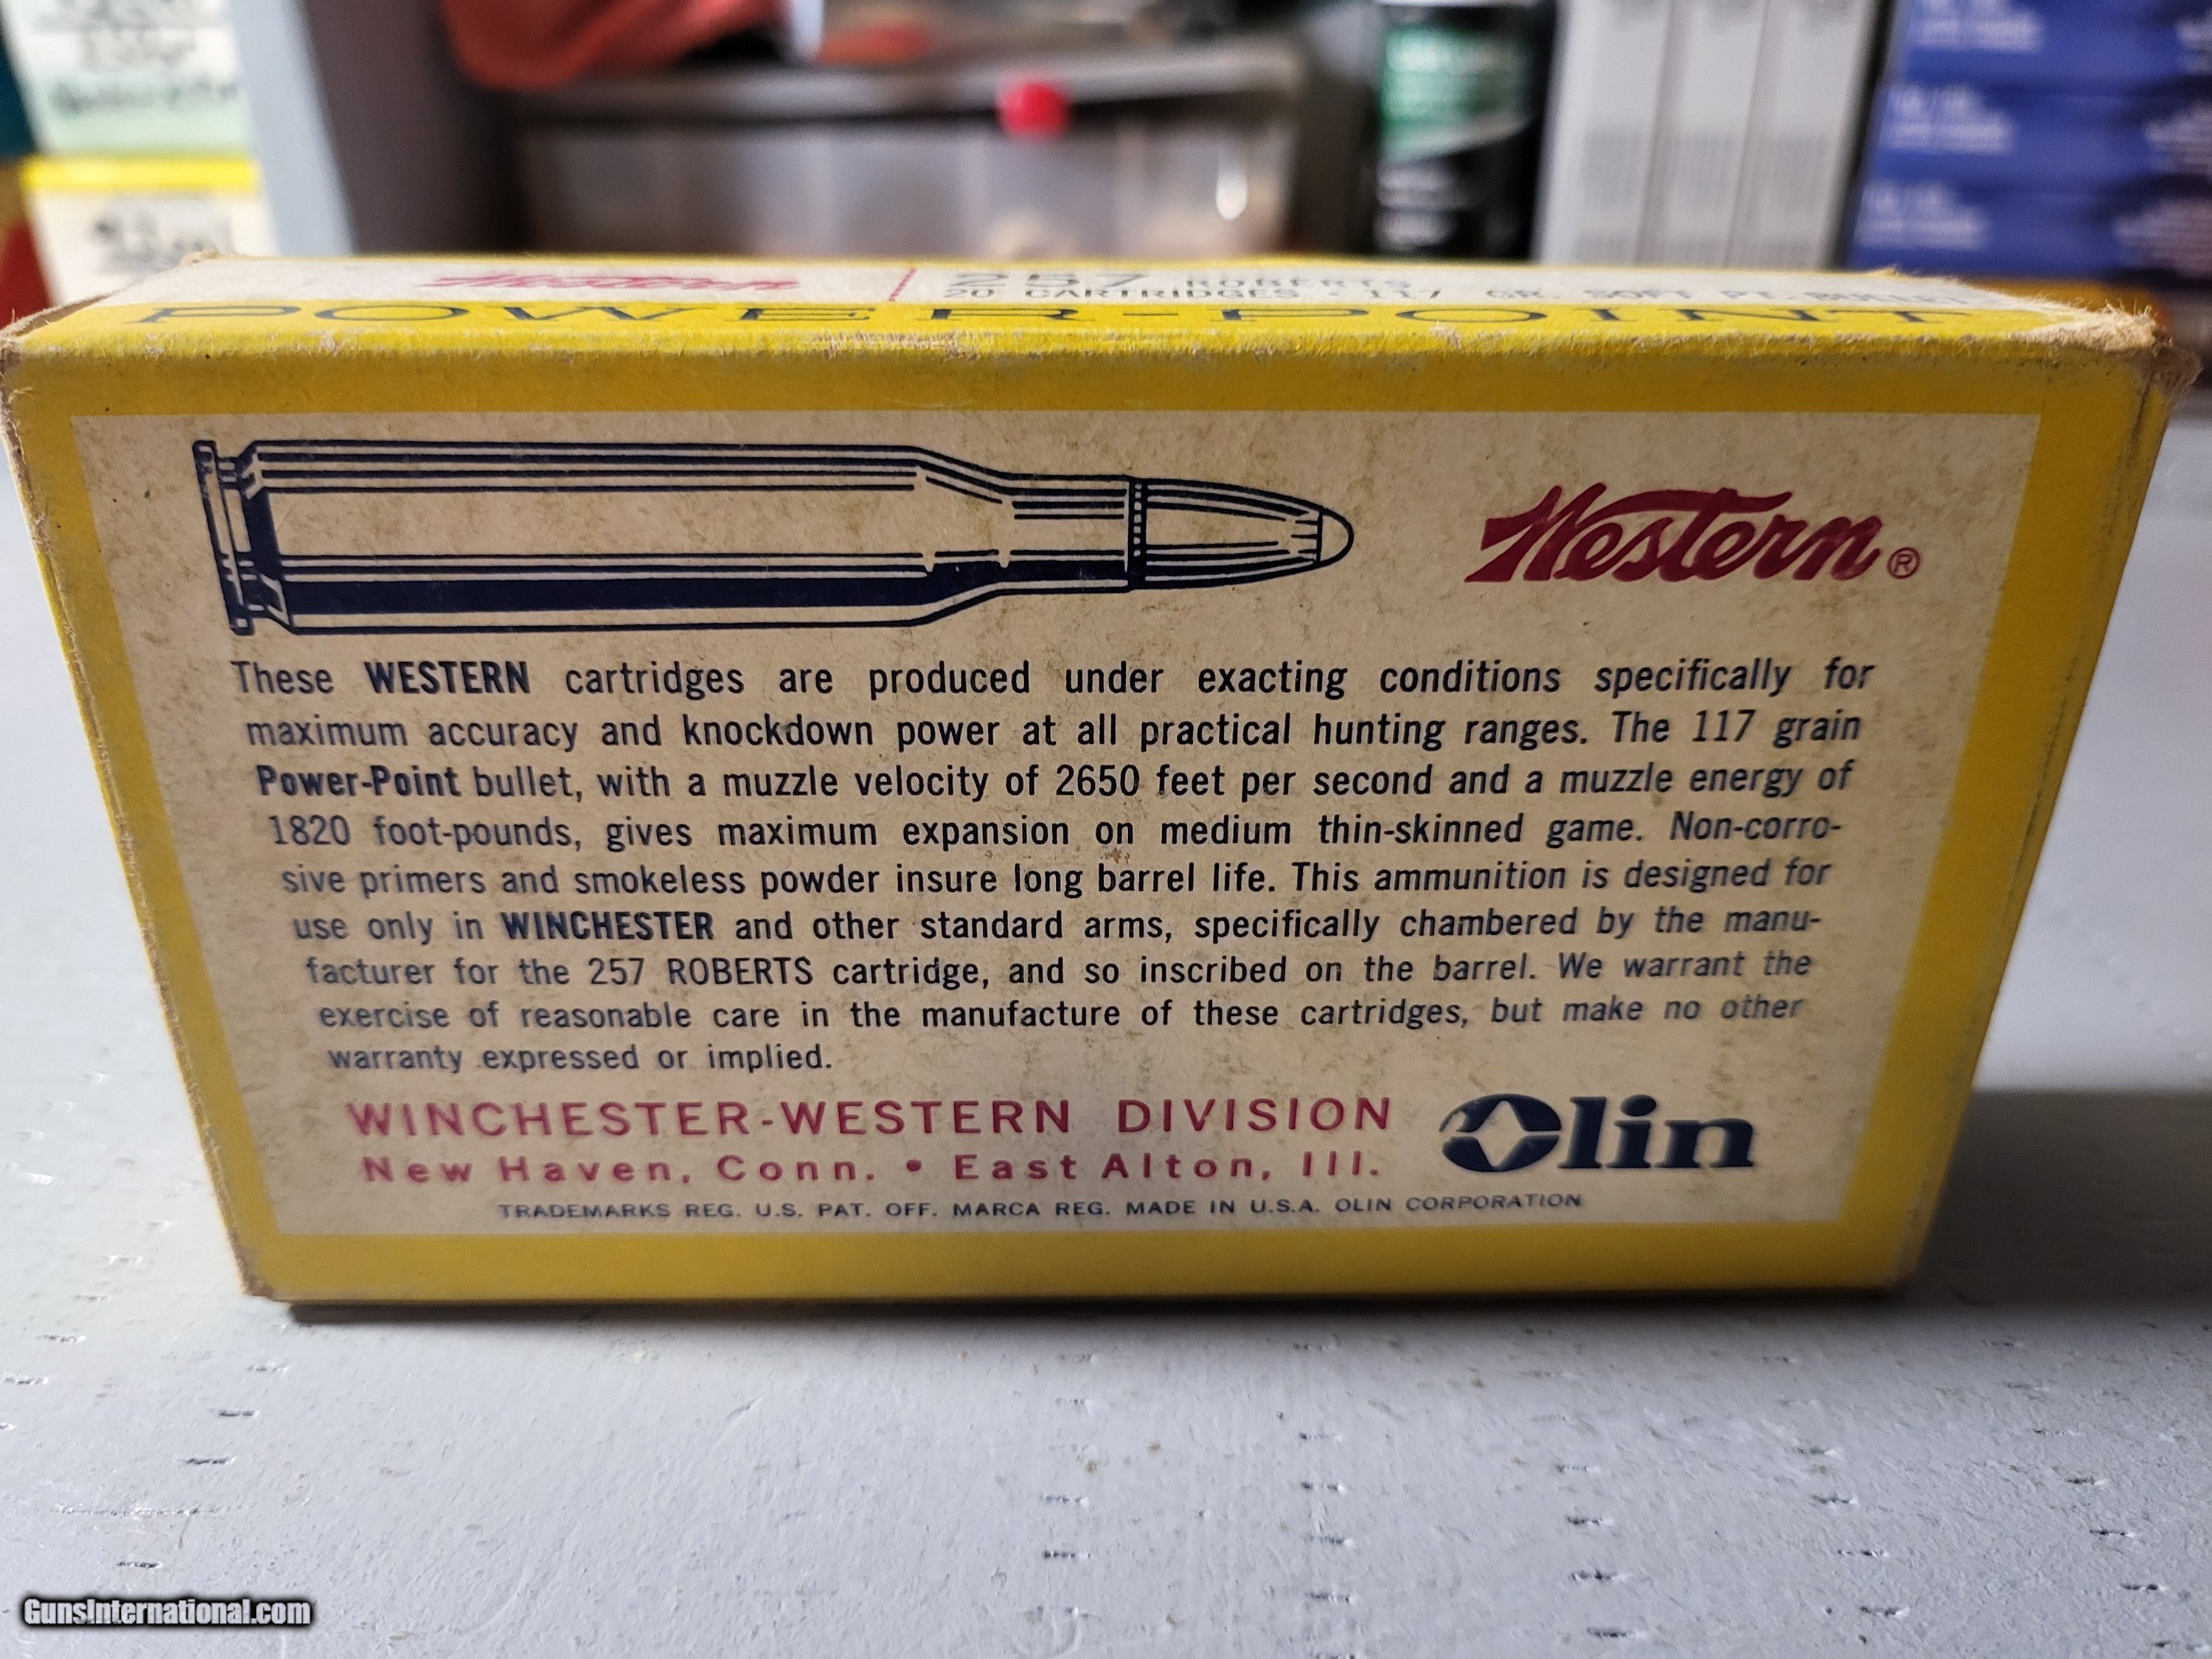 Western
257 ROBERTS
20 CARTRIDGES - 117 GR. SOFT PT. BULLET
POWER-POINT
Western®
These WESTERN cartridges are produced under exacting conditions specifically for
maximum accuracy and knockdown power at all practical hunting ranges. The 117 grain
Power-Point bullet, with a muzzle velocity of 2650 feet per second and a muzzle energy of
1820 foot-pounds, gives maximum expansion on medium thin-skinned game. Non-corro-
sive primers and smokeless powder insure long barrel life. This ammunition is designed for
use only in WINCHESTER and other standard arms, specifically chambered by the manu-
facturer for the 257 ROBERTS cartridge, and so inscribed on the barrel. We warrant the
exercise of reasonable care in the manufacture of these cartridges, but make no other
warranty expressed or implied.
WINCHESTER-WESTERN DIVISION
New Haven, Conn. • East Alton, Ill.
Olin
TRADEMARKS REG. U.S. PAT. OFF. MARCA REG. MADE IN U.S.A. OLIN CORPORATION
GunsInternational.com